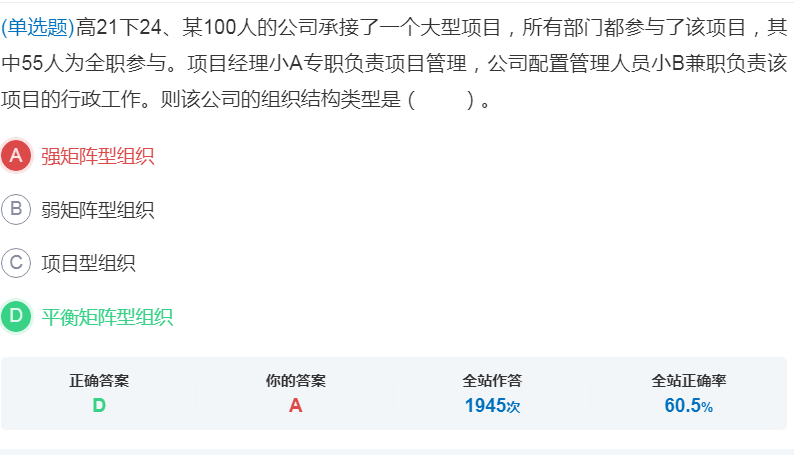 (单选题)高21下24、某100人的公司承接了一个大型项目，所有部门都参与了该项目，其
中55人为全职参与。项目经理小A专职负责项目管理，公司配置管理人员小B兼职负责该
项目的行政工作。则该公司的组织结构类型是（　　）。
A 强矩阵型组织
B 弱矩阵型组织
C 项目型组织
D 平衡矩阵型组织
正确答案 你的答案 全站作答 全站正确率
D A 1945次 60.5%